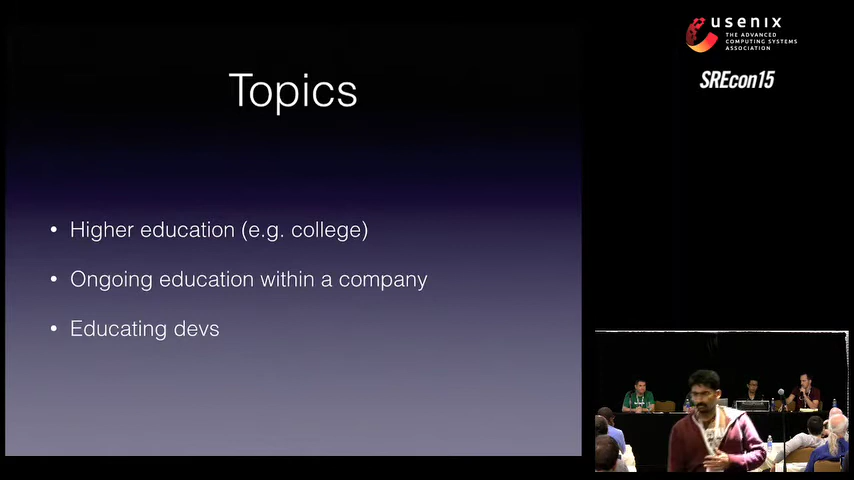 usenix
THE ADVANCED
COMPUTING SYSTEMS
ASSOCIATION
SREcon15
Topics
• Higher education (e.g. college)
• Ongoing education within a company
• Educating devs